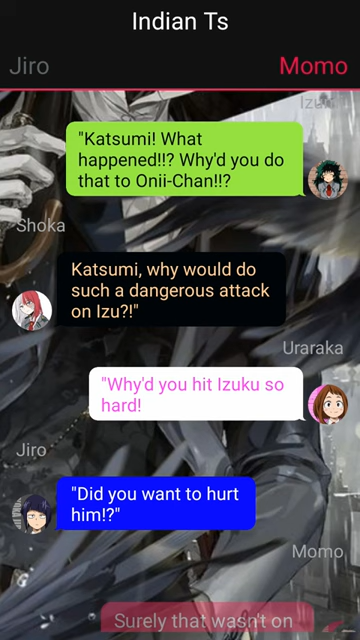 Indian Ts
Jiro
Momo
Izuku
"Katsumi! What
happened!!? Why'd you do
that to Onii-Chan!!?
Shoka
Katsumi, why would do
such a dangerous attack
on Izu?!"
Uraraka
"Why'd you hit Izuku so
hard!
Jiro
"Did you want to hurt
him!?"
Momo
Surely that wasn't on